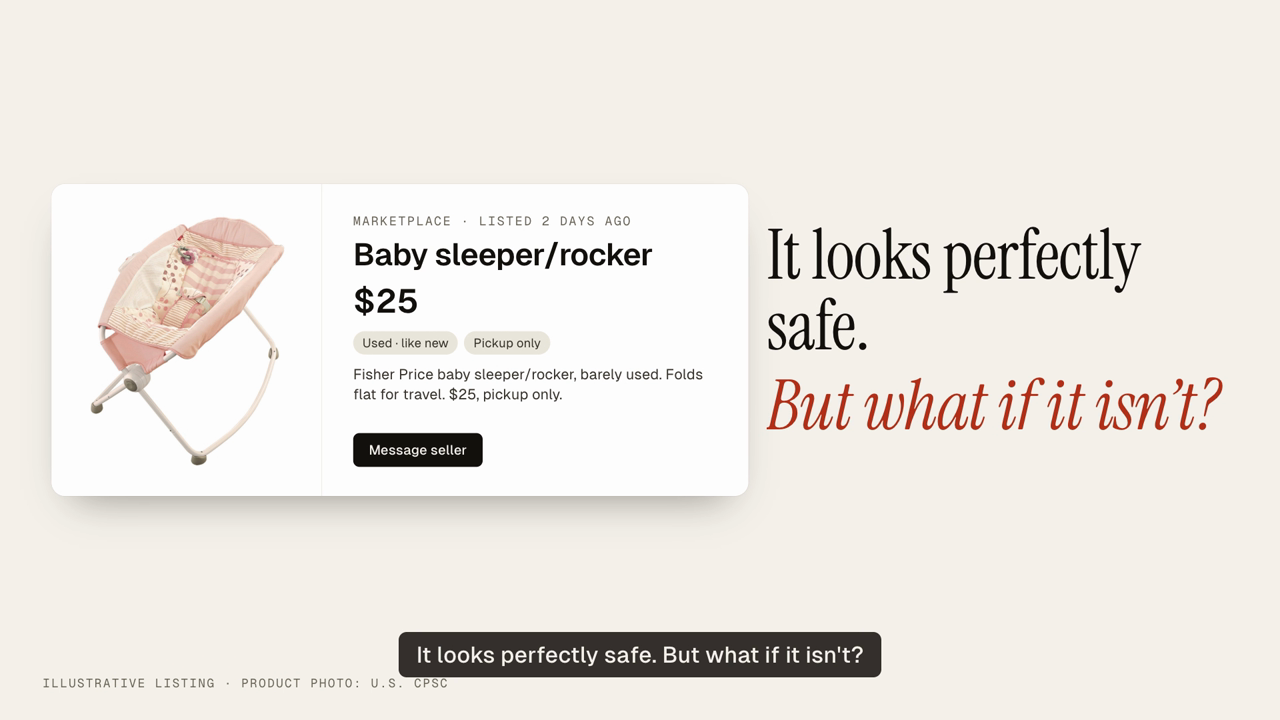 MARKETPLACE · LISTED 2 DAYS AGO
Baby sleeper/rocker
$25
Used · like new
Pickup only
Fisher Price baby sleeper/rocker, barely used. Folds
flat for travel. $25, pickup only.
Message seller
It looks perfectly
safe.
But what if it isn’t?
It looks perfectly safe. But what if it isn't?
ILLUSTRATIVE LISTING · PRODUCT PHOTO: U.S. CPSC